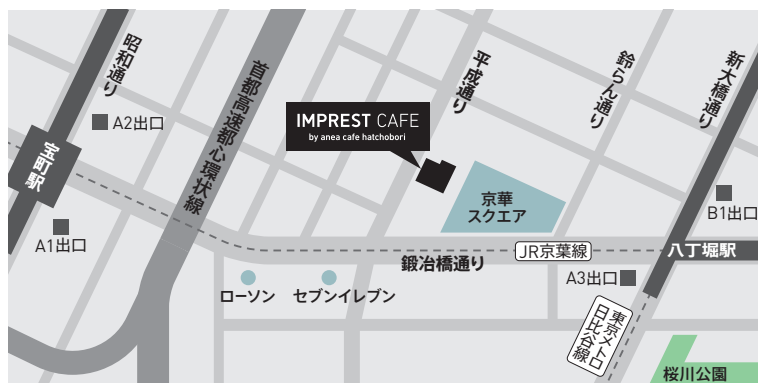 昭和通り
首都高速都心環状線
平成通り
鈴らん通り
新大橋通り
A2出口
IMPREST CAFE
by anea cafe hatchobori
宝町駅
京華
スクエア
B1出口
A1出口
JR京葉線
八丁堀駅
鍛冶橋通り
A3出口
ローソン
セブンイレブン
東京メトロ
日比谷線
桜川公園